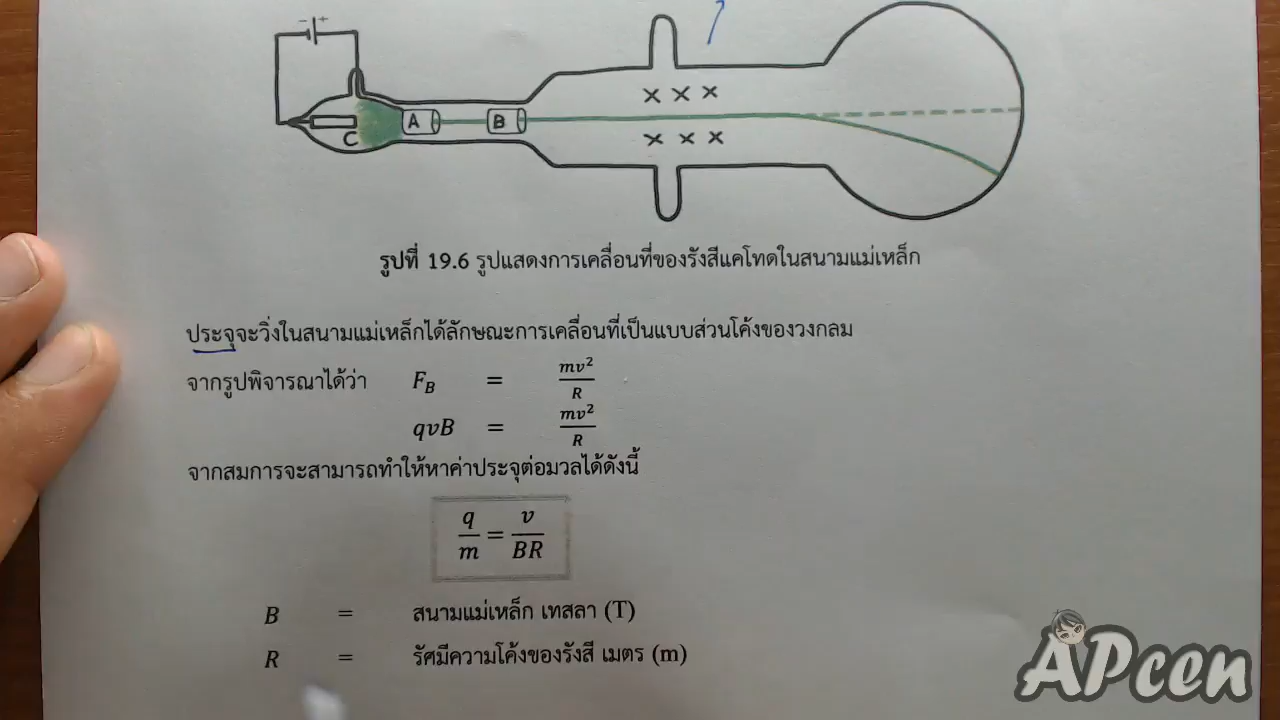 - +
× × ×
A B
C
× × ×
รูปที่ 19.6 รูปแสดงการเคลื่อนที่ของรังสีแคโทดในสนามแม่เหล็ก
ประจุจะวิ่งในสนามแม่เหล็กได้ลักษณะการเคลื่อนที่เป็นแบบส่วนโค้งของวงกลม
จากรูปพิจารณาได้ว่า F_B = mv²/R
qvB = mv²/R
จากสมการจะสามารถทำให้หาค่าประจุต่อมวลได้ดังนี้
q/m = v/BR
B = สนามแม่เหล็ก เทสลา (T)
R = รัศมีความโค้งของรังสี เมตร (m)
APcen